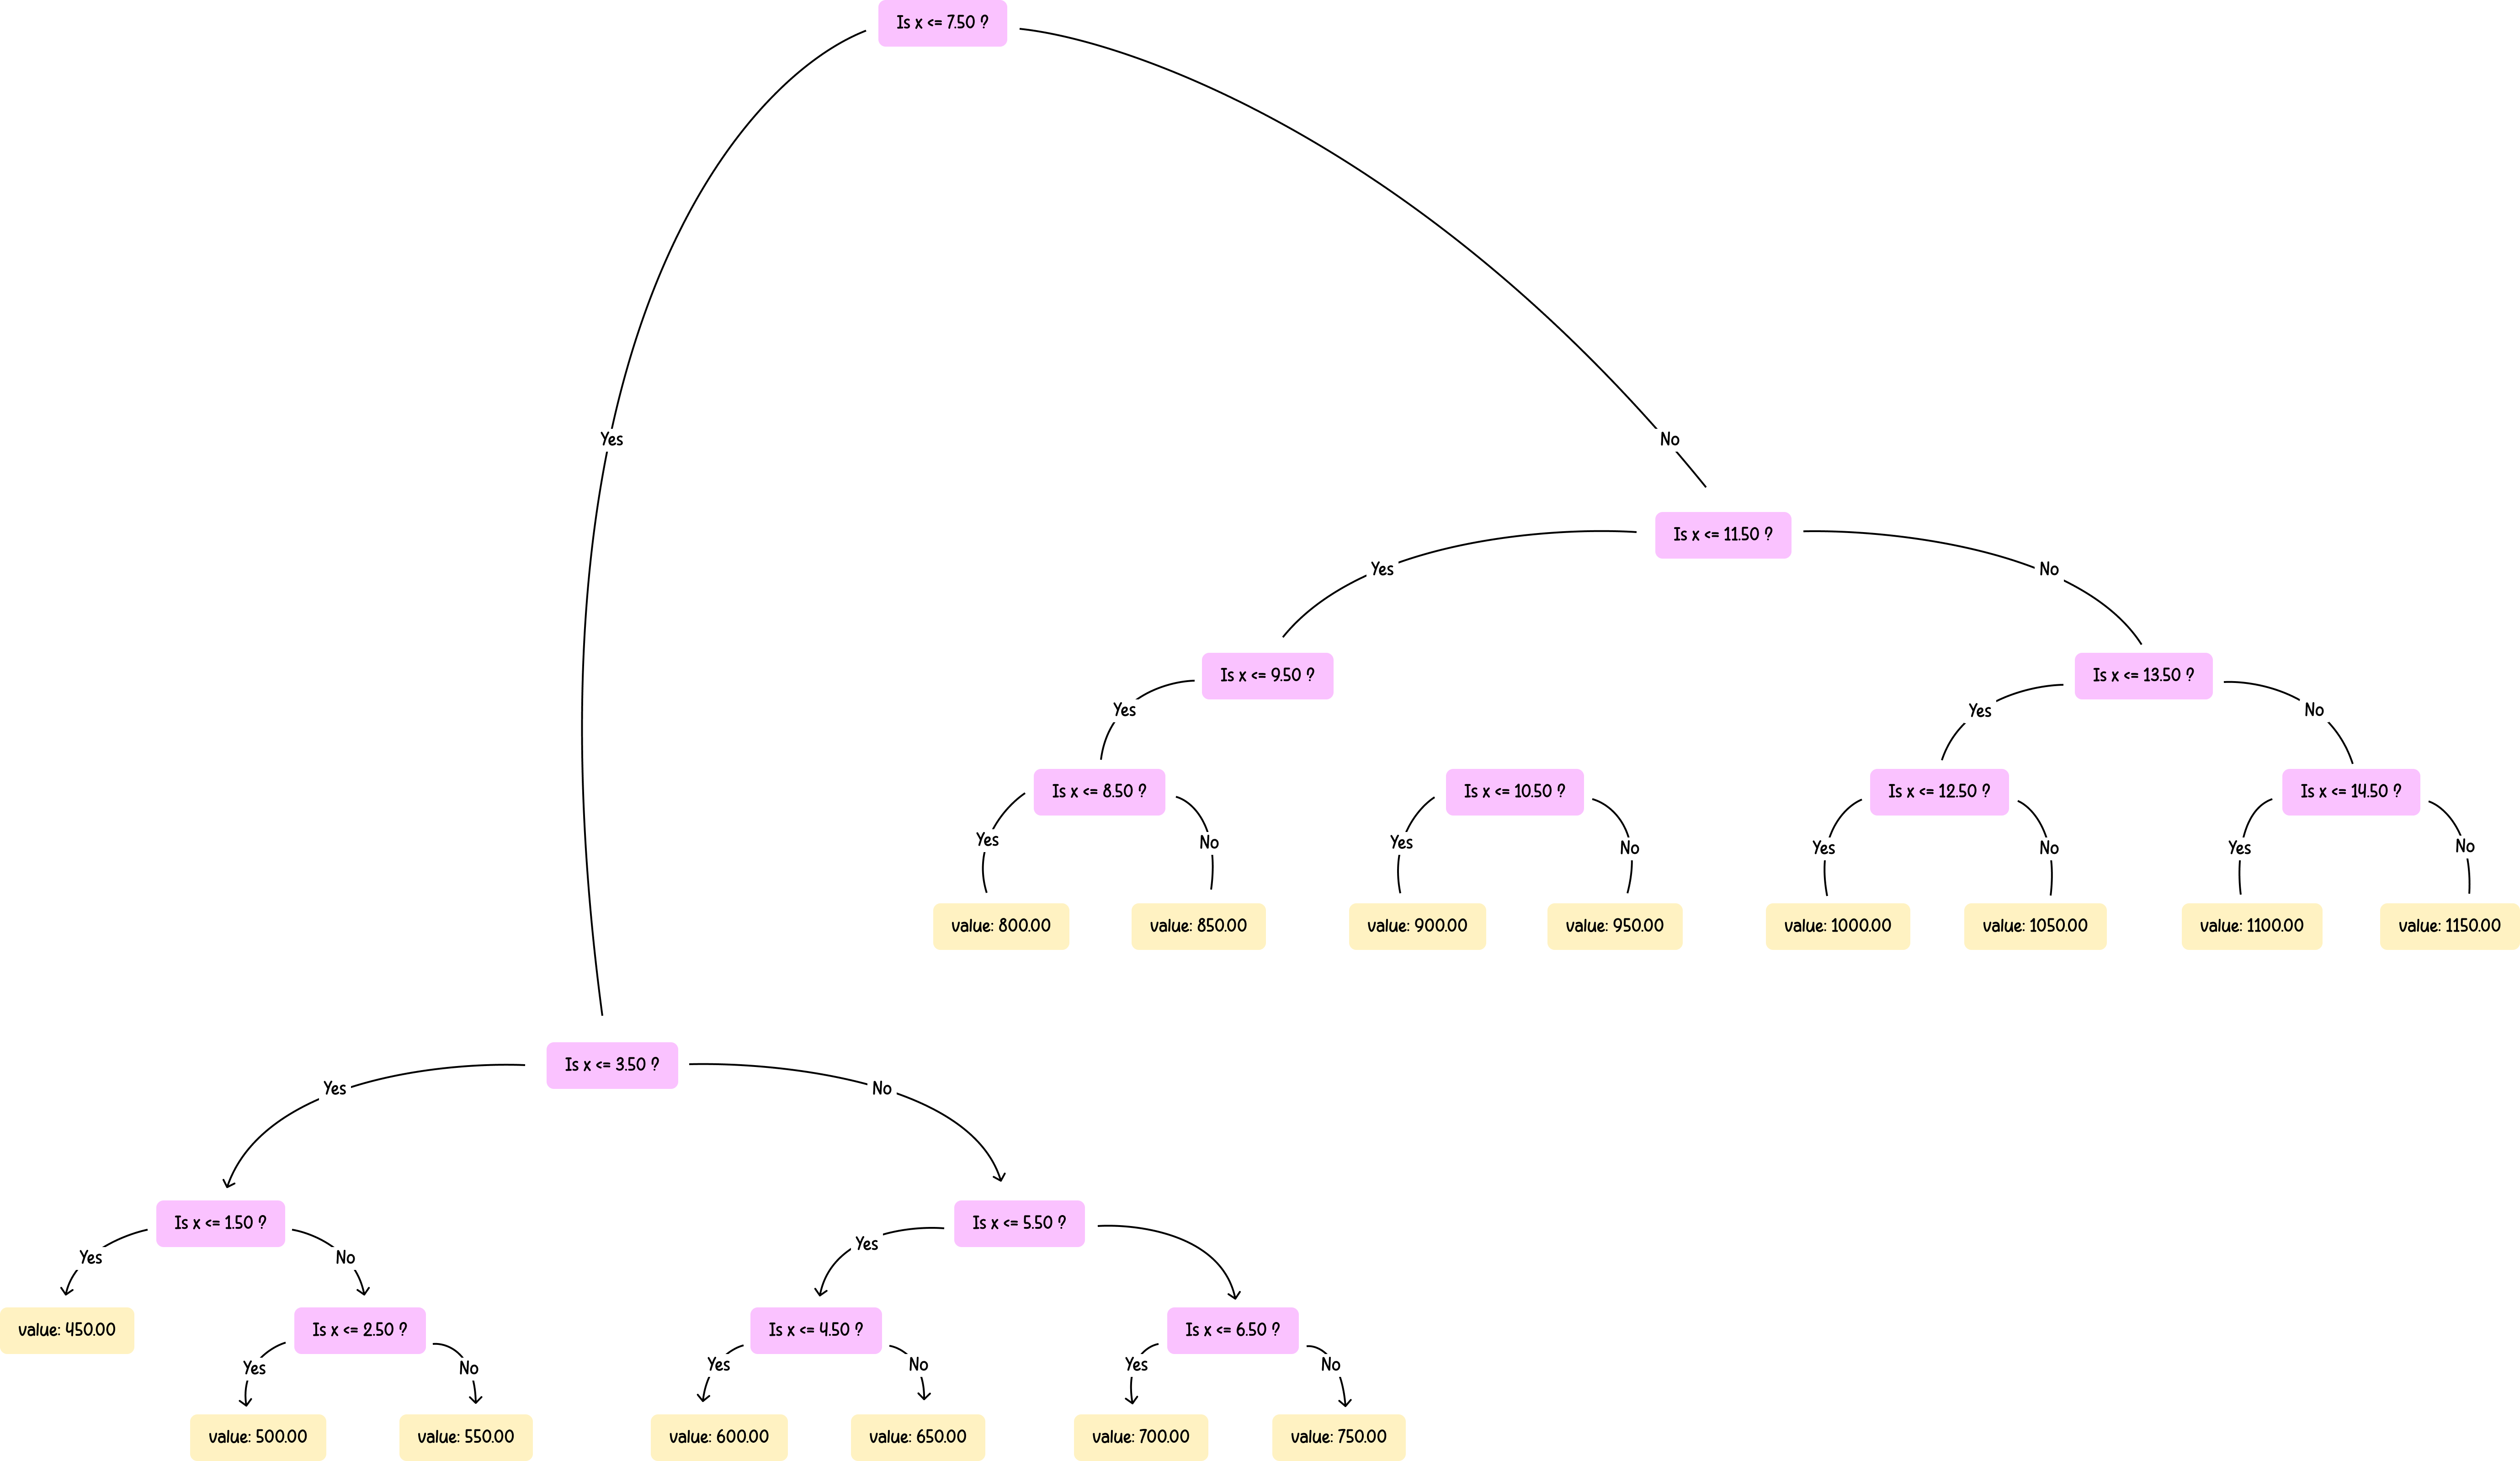 Is x <= 7.50 ?
Yes
No
Is x <= 11.50 ?
Yes
No
Is x <= 9.50 ?
Is x <= 13.50 ?
Yes
Yes
No
Is x <= 8.50 ?
Is x <= 10.50 ?
Is x <= 12.50 ?
Is x <= 14.50 ?
Yes
No
Yes
No
Yes
No
Yes
No
value: 800.00
value: 850.00
value: 900.00
value: 950.00
value: 1000.00
value: 1050.00
value: 1100.00
value: 1150.00
Is x <= 3.50 ?
Yes
No
Is x <= 1.50 ?
Is x <= 5.50 ?
Yes
No
Yes
value: 450.00
Is x <= 2.50 ?
Is x <= 4.50 ?
Is x <= 6.50 ?
Yes
No
Yes
No
Yes
No
value: 500.00
value: 550.00
value: 600.00
value: 650.00
value: 700.00
value: 750.00